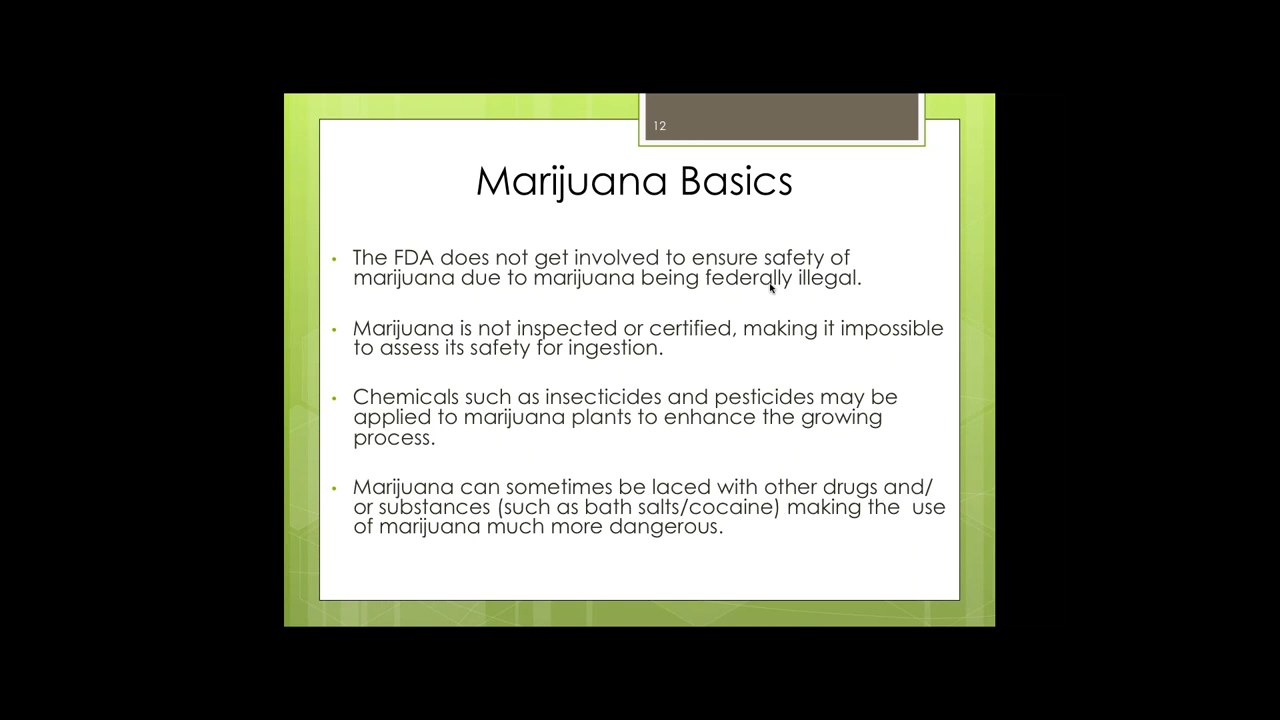 12
Marijuana Basics
• The FDA does not get involved to ensure safety of
marijuana due to marijuana being federally illegal.
• Marijuana is not inspected or certified, making it impossible
to assess its safety for ingestion.
• Chemicals such as insecticides and pesticides may be
applied to marijuana plants to enhance the growing
process.
• Marijuana can sometimes be laced with other drugs and/
or substances (such as bath salts/cocaine) making the  use
of marijuana much more dangerous.